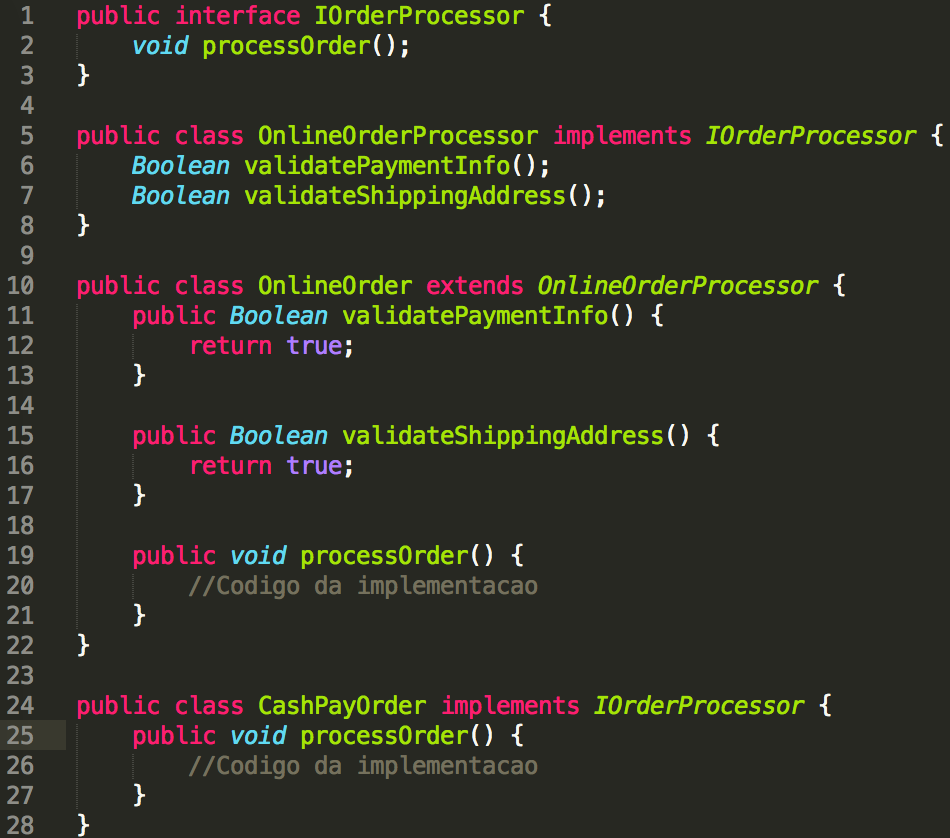 1 public interface IOrderProcessor {
2 void processOrder();
3 }
4
5 public class OnlineOrderProcessor implements IOrderProcessor {
6 Boolean validatePaymentInfo();
7 Boolean validateShippingAddress();
8 }
9
10 public class OnlineOrder extends OnlineOrderProcessor {
11 public Boolean validatePaymentInfo() {
12 return true;
13 }
14
15 public Boolean validateShippingAddress() {
16 return true;
17 }
18
19 public void processOrder() {
20 //Codigo da implementacao
21 }
22 }
23
24 public class CashPayOrder implements IOrderProcessor {
25 public void processOrder() {
26 //Codigo da implementacao
27 }
28 }